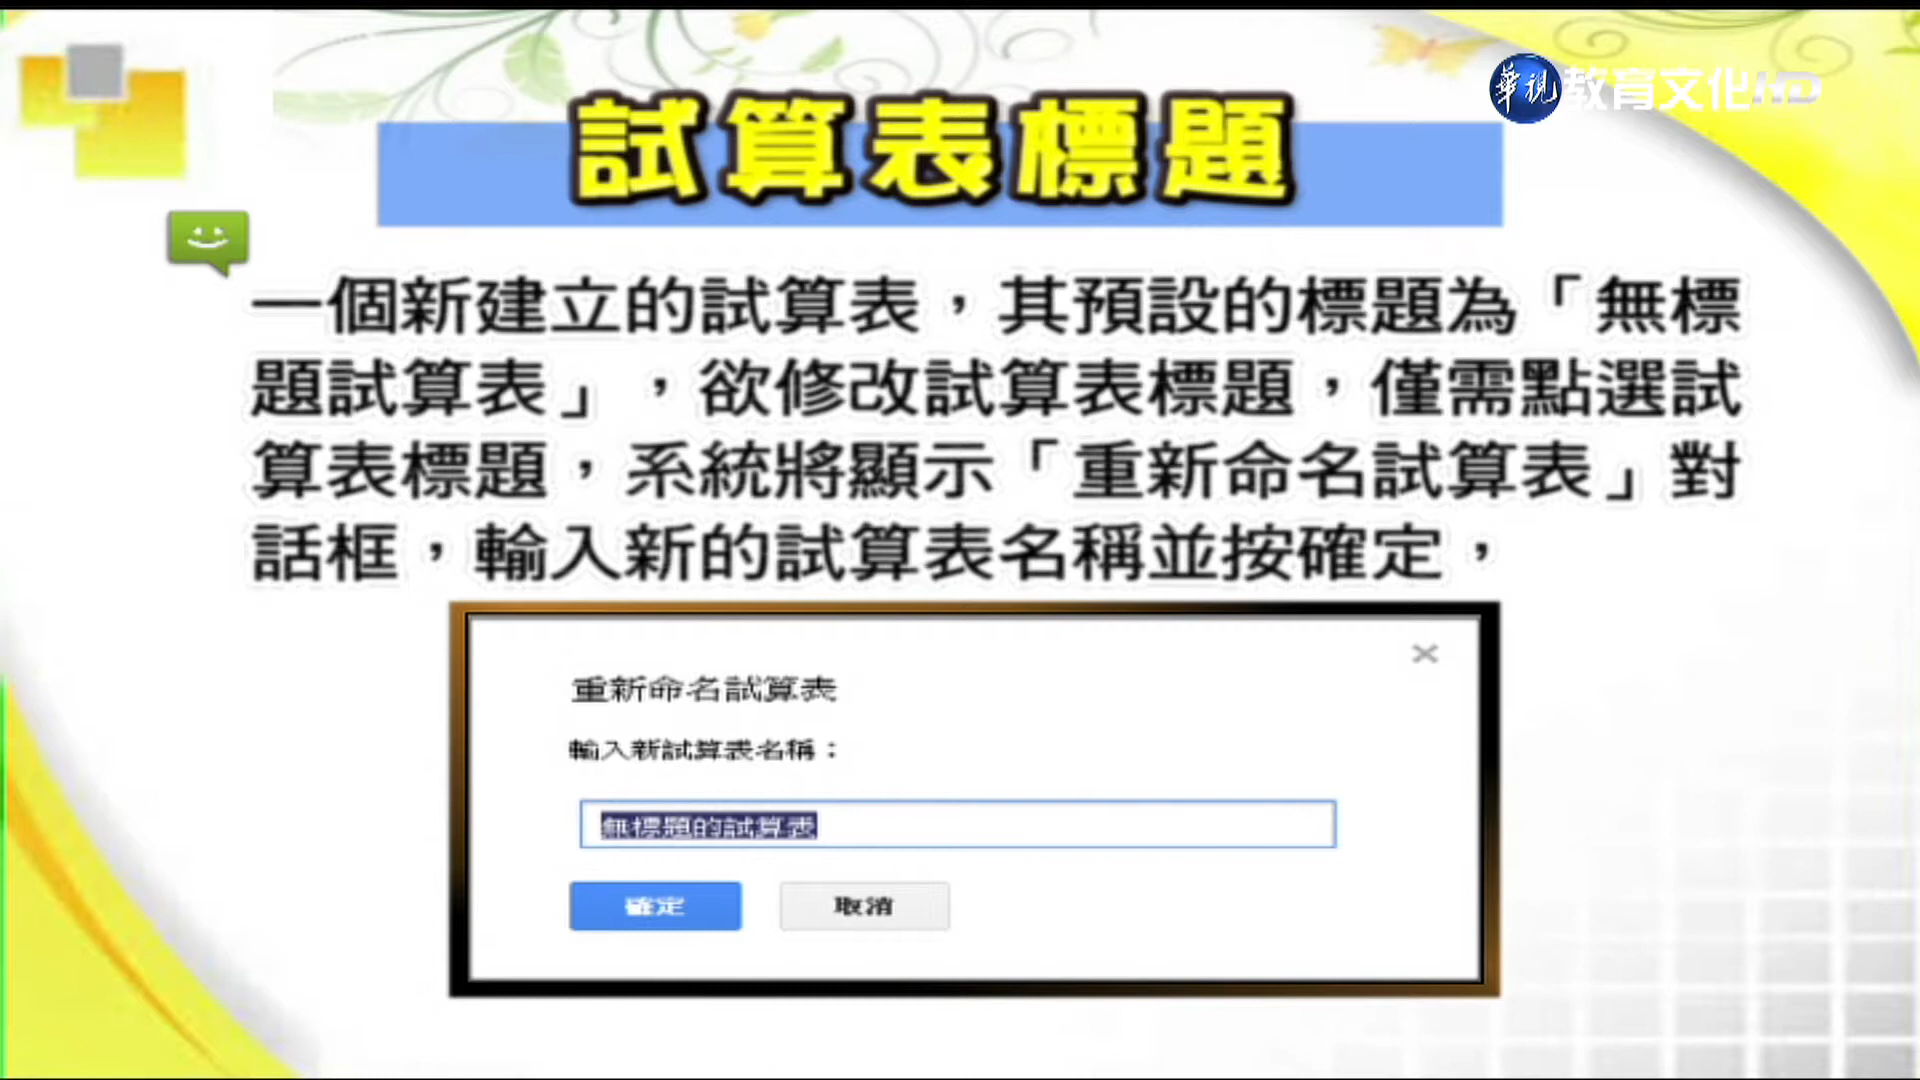 華視 教育文化HD
試算表標題
一個新建立的試算表，其預設的標題為「無標
題試算表」，欲修改試算表標題，僅需點選試
算表標題，系統將顯示「重新命名試算表」對
話框，輸入新的試算表名稱並按確定，
重新命名試算表
輸入新試算表名稱：
無標題的試算表
確定 取消